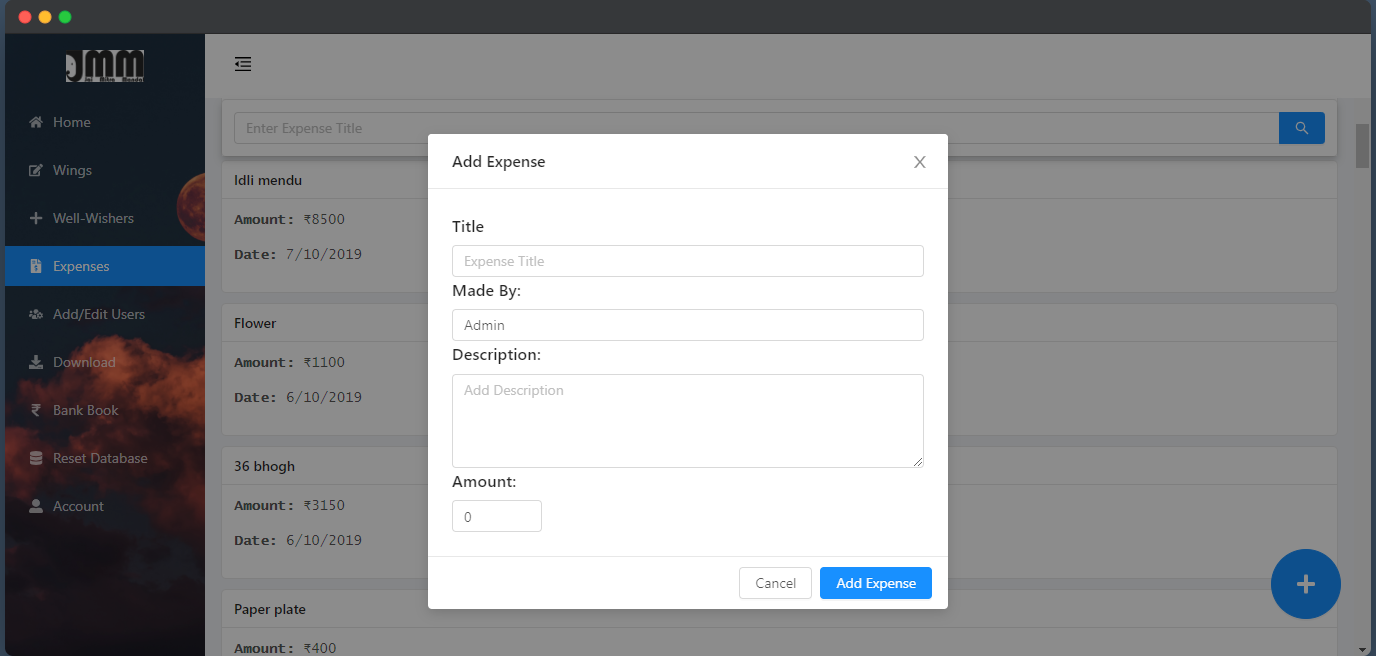 JMM
Home
Wings
Well-Wishers
Expenses
Add/Edit Users
Download
Bank Book
Reset Database
Account
Enter Expense Title
Idli mendu
Amount: ₹8500
Date: 7/10/2019
Flower
Amount: ₹1100
Date: 6/10/2019
36 bhogh
Amount: ₹3150
Date: 6/10/2019
Paper plate
Amount: ₹400
Add Expense
Title
Expense Title
Made By:
Admin
Description:
Add Description
Amount:
0
Cancel
Add Expense